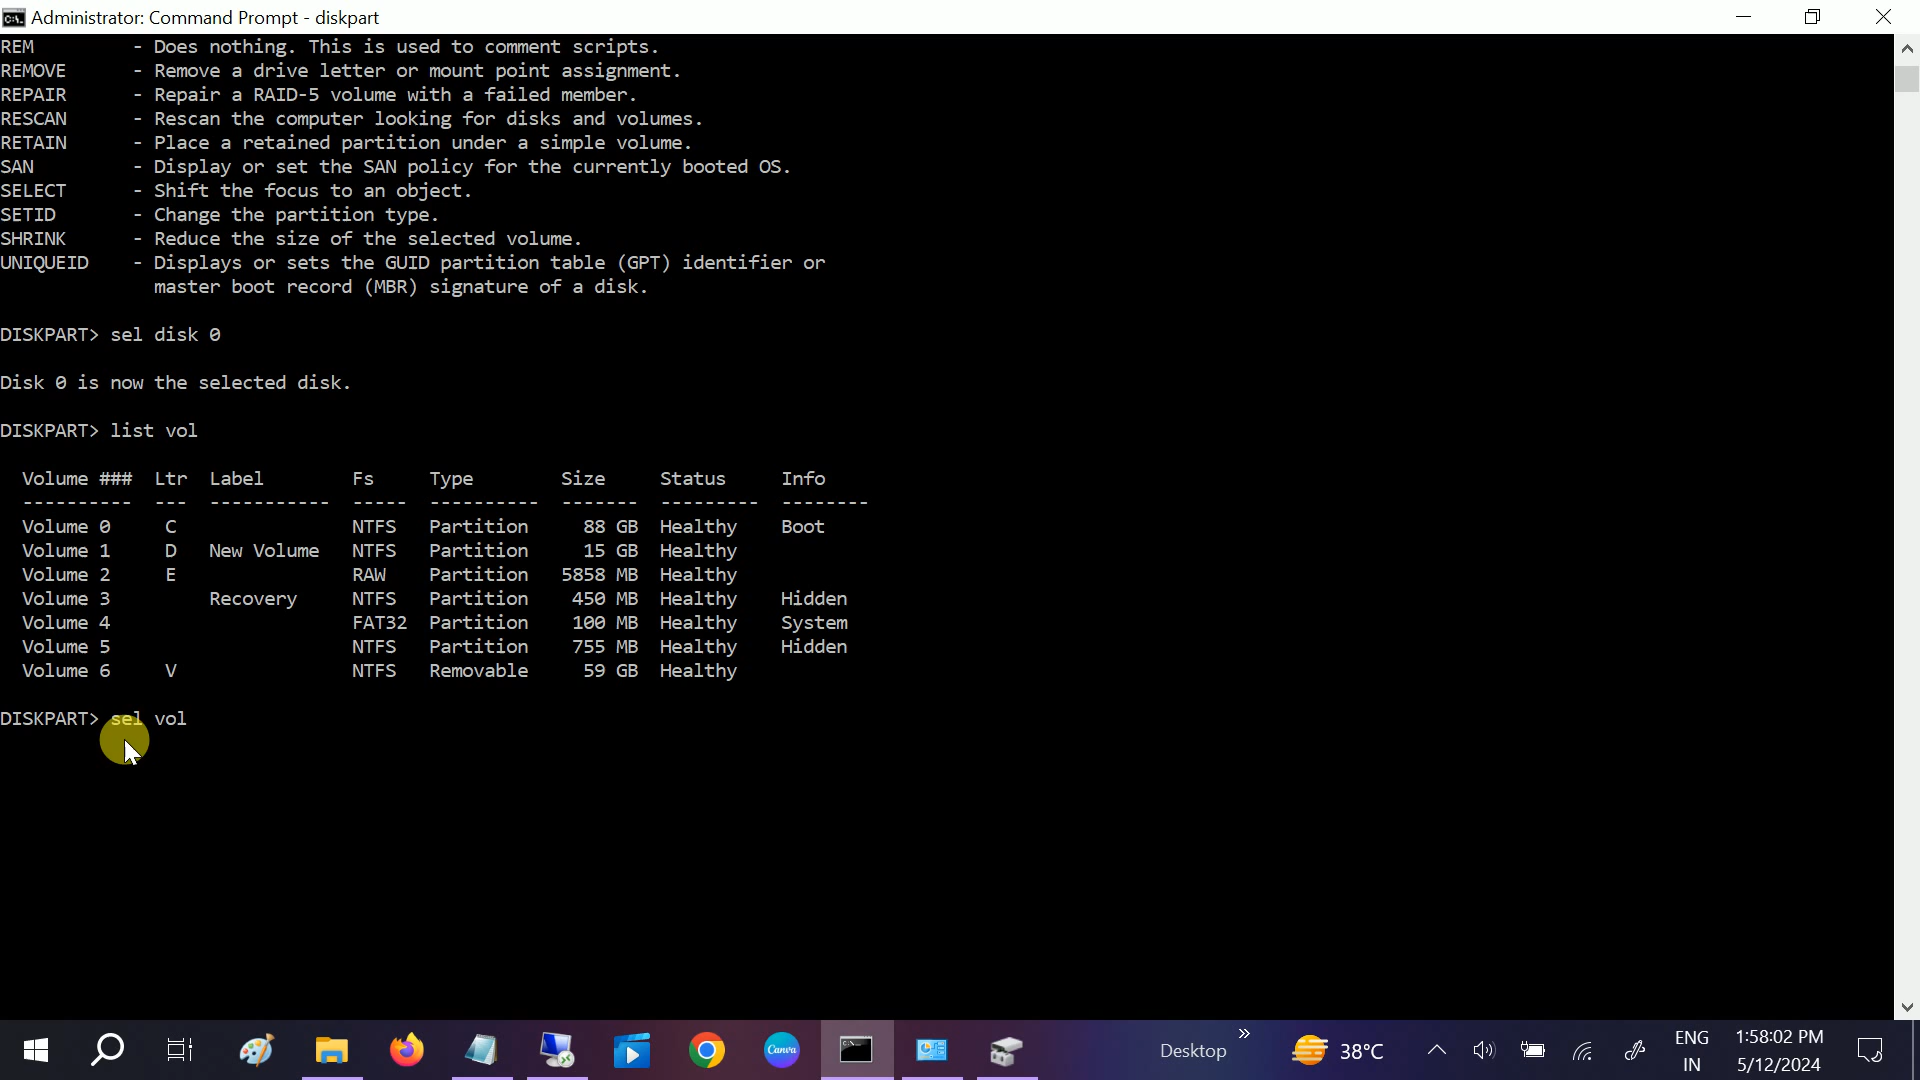 Administrator: Command Prompt - diskpart
REM         - Does nothing. This is used to comment scripts.
REMOVE      - Remove a drive letter or mount point assignment.
REPAIR      - Repair a RAID-5 volume with a failed member.
RESCAN      - Rescan the computer looking for disks and volumes.
RETAIN      - Place a retained partition under a simple volume.
SAN         - Display or set the SAN policy for the currently booted OS.
SELECT      - Shift the focus to an object.
SETID       - Change the partition type.
SHRINK      - Reduce the size of the selected volume.
UNIQUEID    - Displays or sets the GUID partition table (GPT) identifier or
              master boot record (MBR) signature of a disk.
DISKPART> sel disk 0
Disk 0 is now the selected disk.
DISKPART> list vol
  Volume ###  Ltr  Label        Fs     Type        Size     Status     Info
  ----------  ---  -----------  -----  ----------  -------  ---------  --------
  Volume 0     C                NTFS   Partition     88 GB  Healthy    Boot
  Volume 1     D   New Volume   NTFS   Partition     15 GB  Healthy
  Volume 2     E                RAW    Partition   5858 MB  Healthy
  Volume 3         Recovery     NTFS   Partition    450 MB  Healthy    Hidden
  Volume 4                      FAT32  Partition    100 MB  Healthy    System
  Volume 5                      NTFS   Partition    755 MB  Healthy    Hidden
  Volume 6     V                NTFS   Removable     59 GB  Healthy
DISKPART> sel vol
Canva
Desktop
»
38°C
ENG
IN
1:58:02 PM
5/12/2024